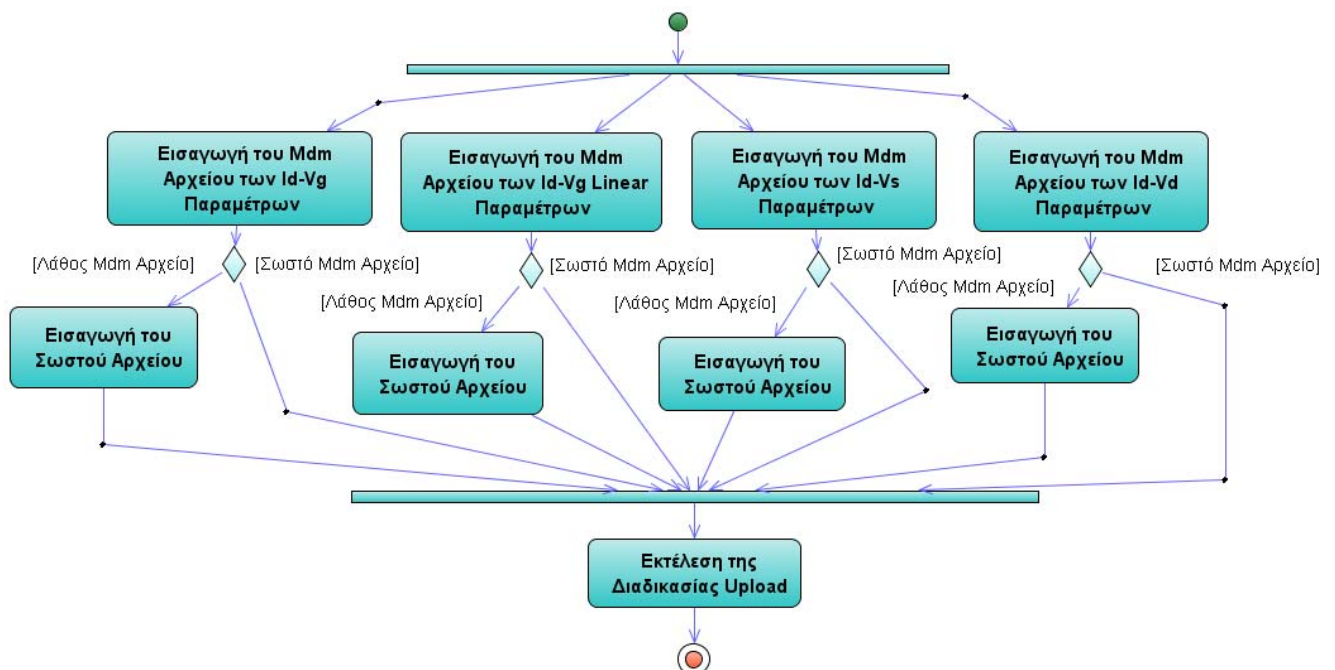 Εισαγωγή του Mdm
Αρχείου των Id-Vg
Παραμέτρων
Εισαγωγή του Mdm
Αρχείου των Id-Vg Linear
Παραμέτρων
Εισαγωγή του Mdm
Αρχείου των Id-Vs
Παραμέτρων
Εισαγωγή του Mdm
Αρχείου των Id-Vd
Παραμέτρων
[Λάθος Mdm Αρχείο]
[Σωστό Mdm Αρχείο]
[Λάθος Mdm Αρχείο]
[Σωστό Mdm Αρχείο]
[Λάθος Mdm Αρχείο]
[Σωστό Mdm Αρχείο]
[Λάθος Mdm Αρχείο]
[Σωστό Mdm Αρχείο]
Εισαγωγή του
Σωστού Αρχείου
Εισαγωγή του
Σωστού Αρχείου
Εισαγωγή του
Σωστού Αρχείου
Εισαγωγή του
Σωστού Αρχείου
Εκτέλεση της
Διαδικασίας Upload